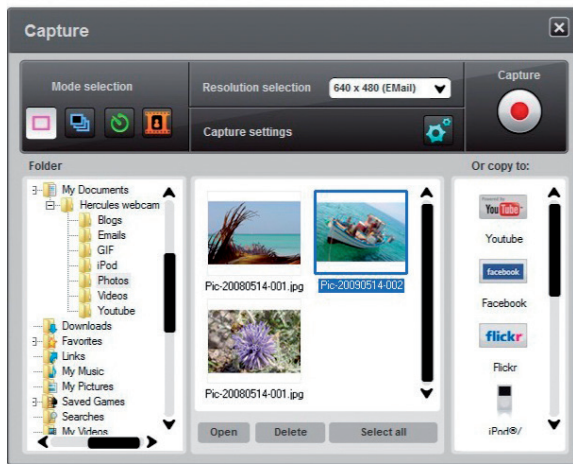 Capture
Mode selection
Resolution selection
640 x 480 (EMail)
Capture settings
Capture
Folder
My Documents
Hercules webcam
Blogs
Emails
GIF
iPod
Photos
Videos
Youtube
Downloads
Favorites
Links
My Music
My Pictures
Saved Games
Searches
My Videos
Pic-20080514-001.jpg
Pic-20090514-002
Pic-20080514-001.jpg
Open
Delete
Select all
Or copy to:
You Tube
Youtube
facebook
Facebook
flickr
Flickr
iPod®/